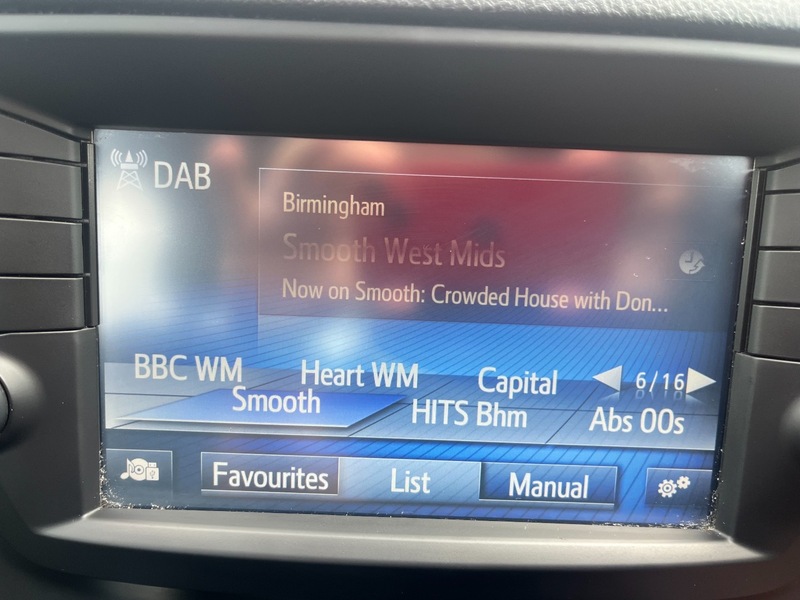 DAB
Birmingham
Smooth West Mids
Now on Smooth: Crowded House with Don...
BBC WM Heart WM Capital 6/16
Smooth HITS Bhm Abs 00s
Favourites List Manual